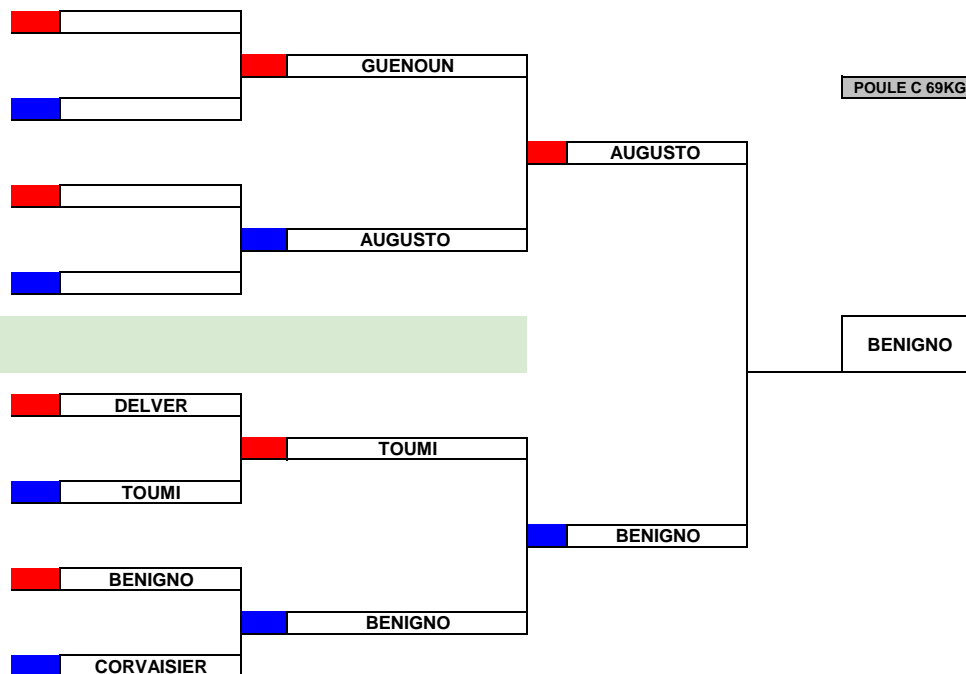 GUENOUN
POULE C 69KG
AUGUSTO
AUGUSTO
BENIGNO
DELVER
TOUMI
TOUMI
BENIGNO
BENIGNO
BENIGNO
CORVAISIER